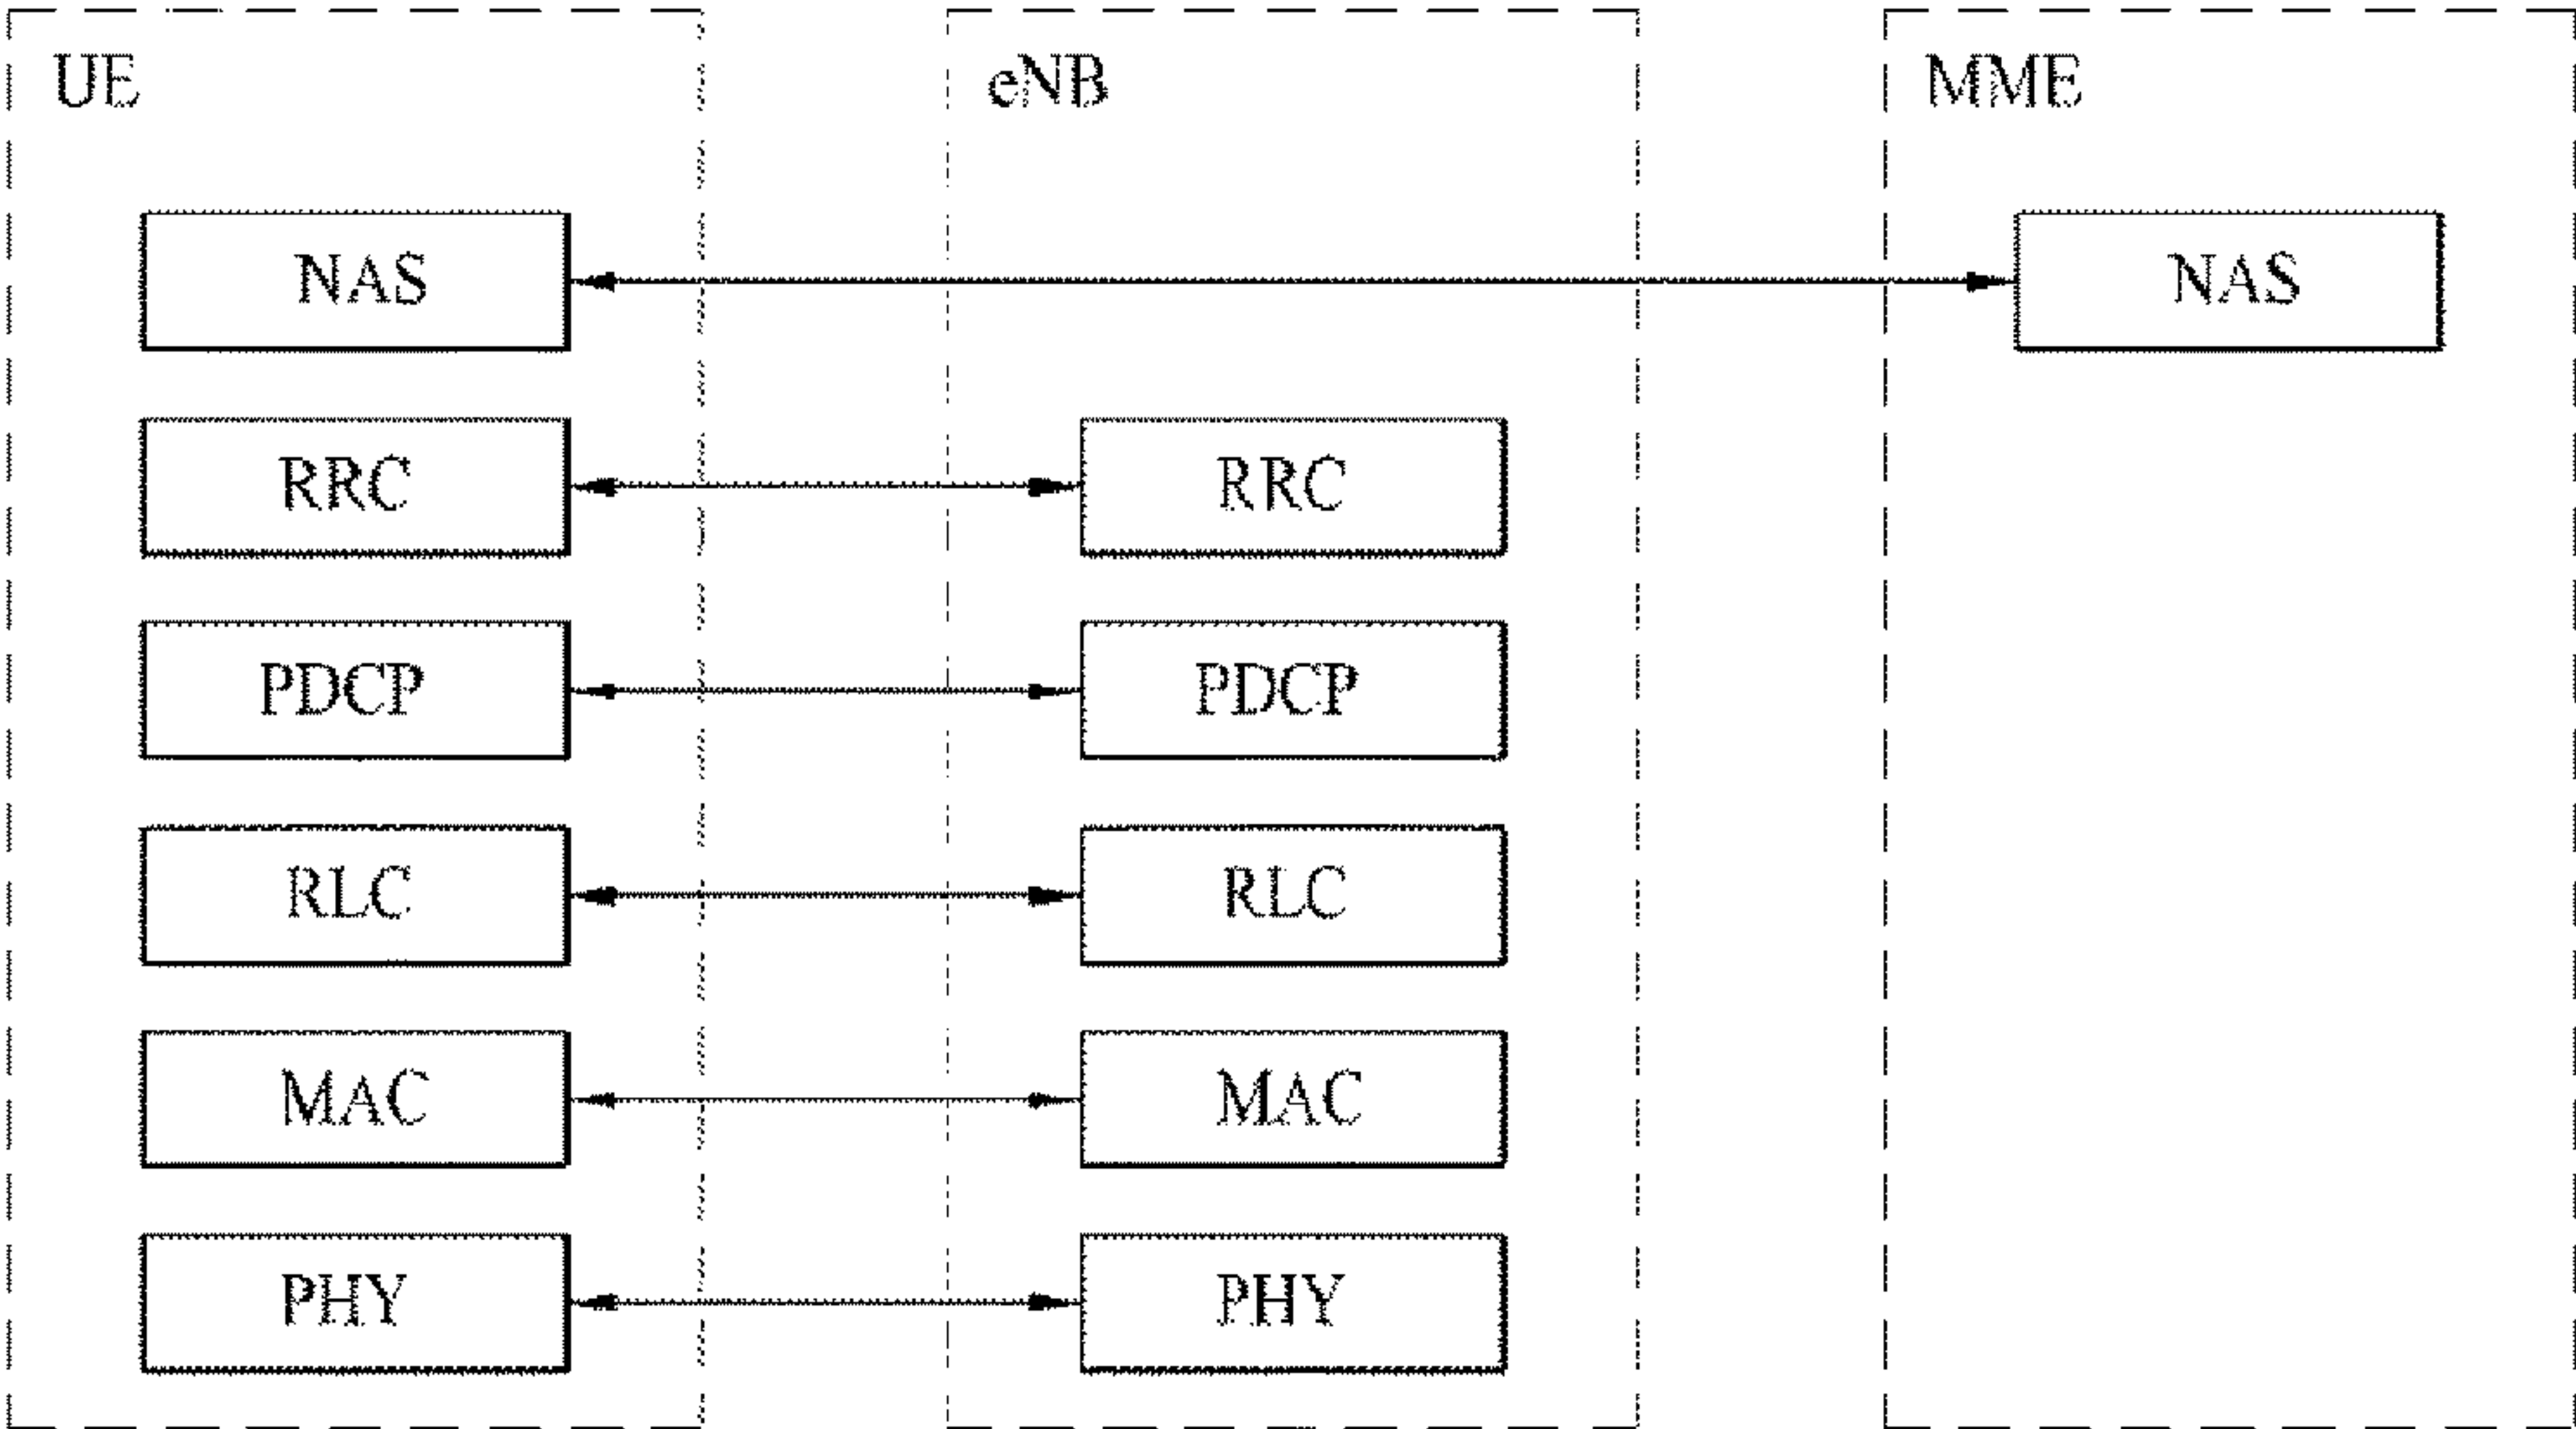 UE
eNB
MME
NAS
NAS
RRC
RRC
PDCP
PDCP
RLC
RLC
MAC
MAC
PHY
PHY